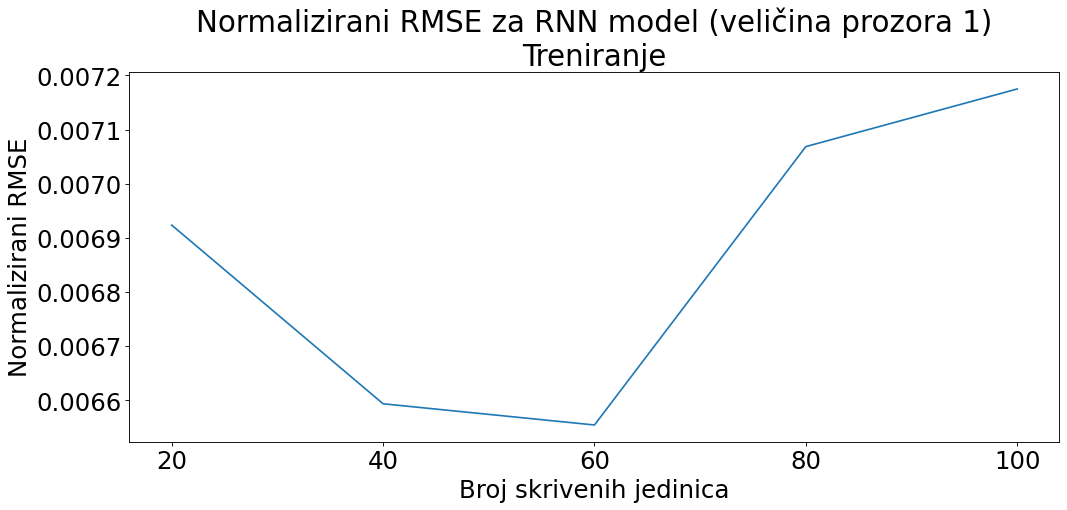 Normalizirani RMSE za RNN model (veličina prozora 1)
Treniranje
0.0072
0.0071
0.0070
0.0069
0.0068
0.0067
0.0066
Normalizirani RMSE
20 40 60 80 100
Broj skrivenih jedinica